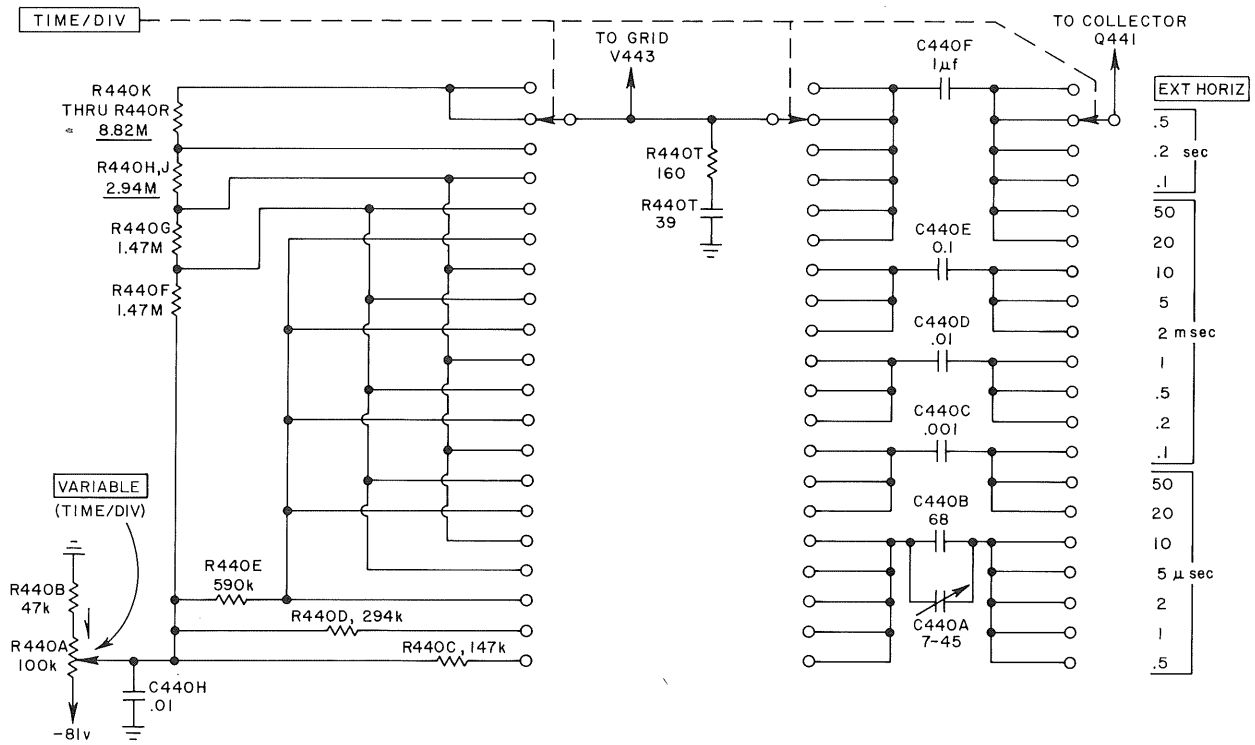 TIME/DIV
TO GRID
V443
TO COLLECTOR
Q441
C440F
1μf
EXT HORIZ
R440K
THRU R440R
8.82M
R440H,J
2.94M
R440G
1.47M
R440F
1.47M
R440T
160
R440T
39
C440E
0.1
C440D
.01
C440C
.001
C440B
68
C440A
7-45
.5
.2 sec
.1
50
20
10
5
2 msec
1
.5
.2
.1
50
20
10
5 μsec
2
1
.5
VARIABLE
(TIME/DIV)
R440B
47k
R440A
100k
R440E
590k
R440D, 294k
R440C, 147k
C440H
.01
-81v